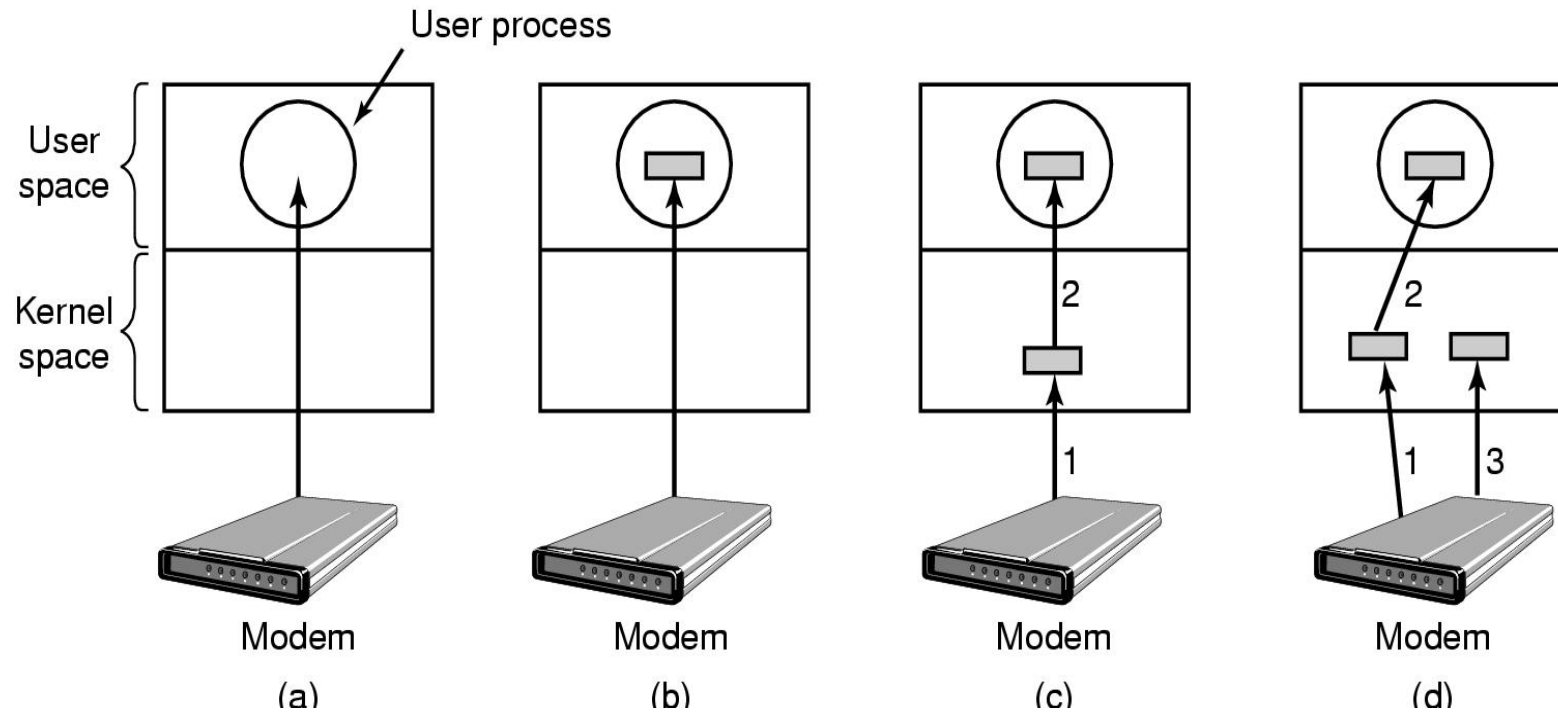 User process
User
space
Kernel
space
2
2
1
1
3
Modem
Modem
Modem
Modem
(a)
(b)
(c)
(d)